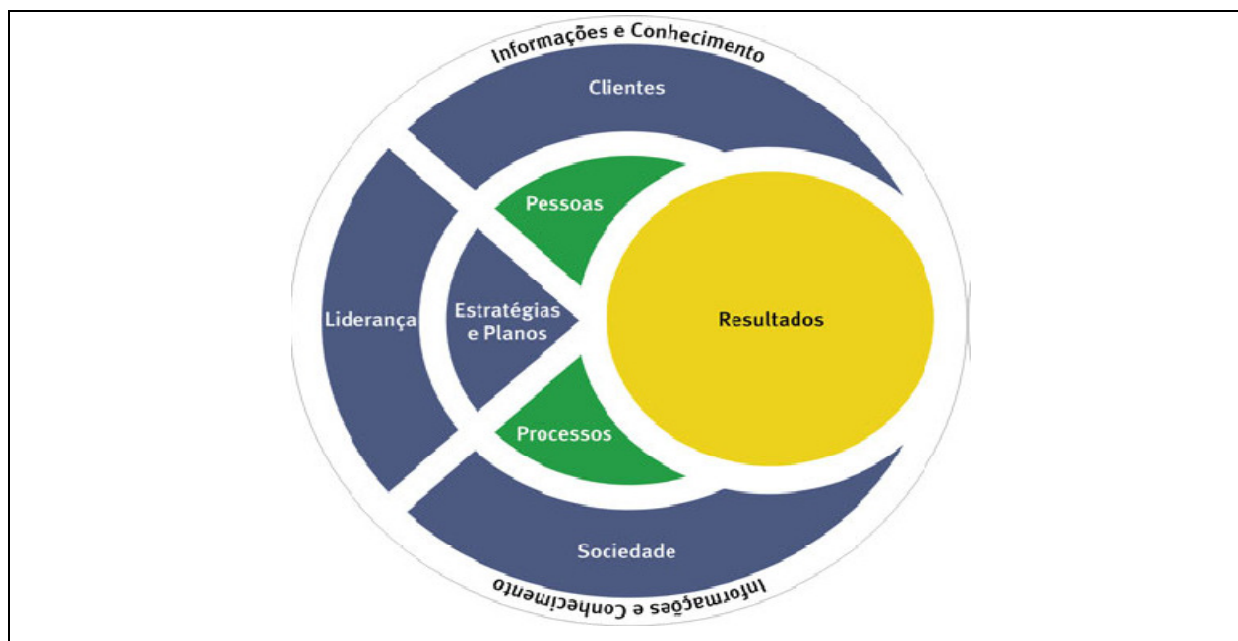 Informações e Conhecimento
Clientes
Pessoas
Liderança
Estratégias
e Planos
Resultados
Processos
Sociedade
Informações e Conhecimento